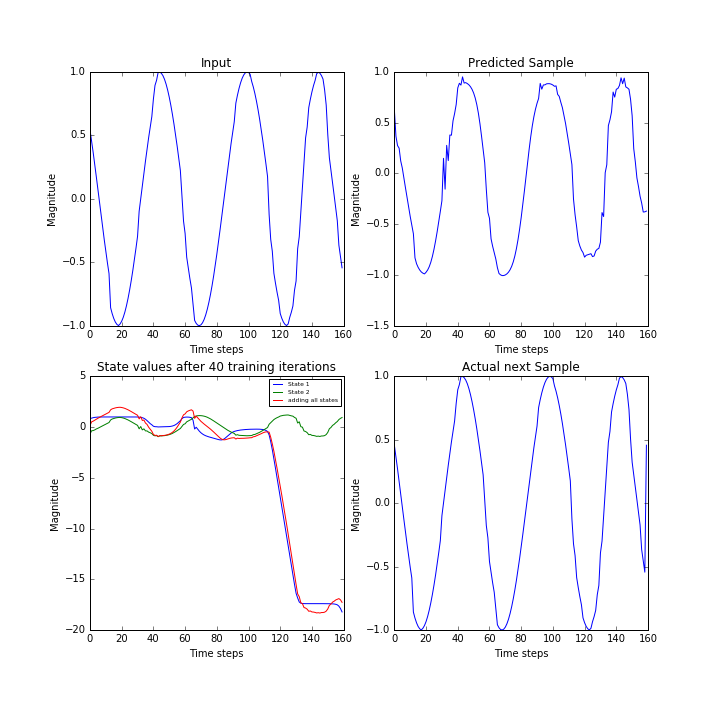 Input
Predicted Sample
1.0
0.5
0.0
−0.5
−1.0
Magnitude
0 20 40 60 80 100 120 140 160
Time steps
1.0
0.5
0.0
−0.5
−1.0
−1.5
Magnitude
0 20 40 60 80 100 120 140 160
Time steps
State values after 40 training iterations
Actual next Sample
5
0
−5
−10
−15
−20
Magnitude
State 1
State 2
adding all states
0 20 40 60 80 100 120 140 160
Time steps
1.0
0.5
0.0
−0.5
−1.0
Magnitude
0 20 40 60 80 100 120 140 160
Time steps